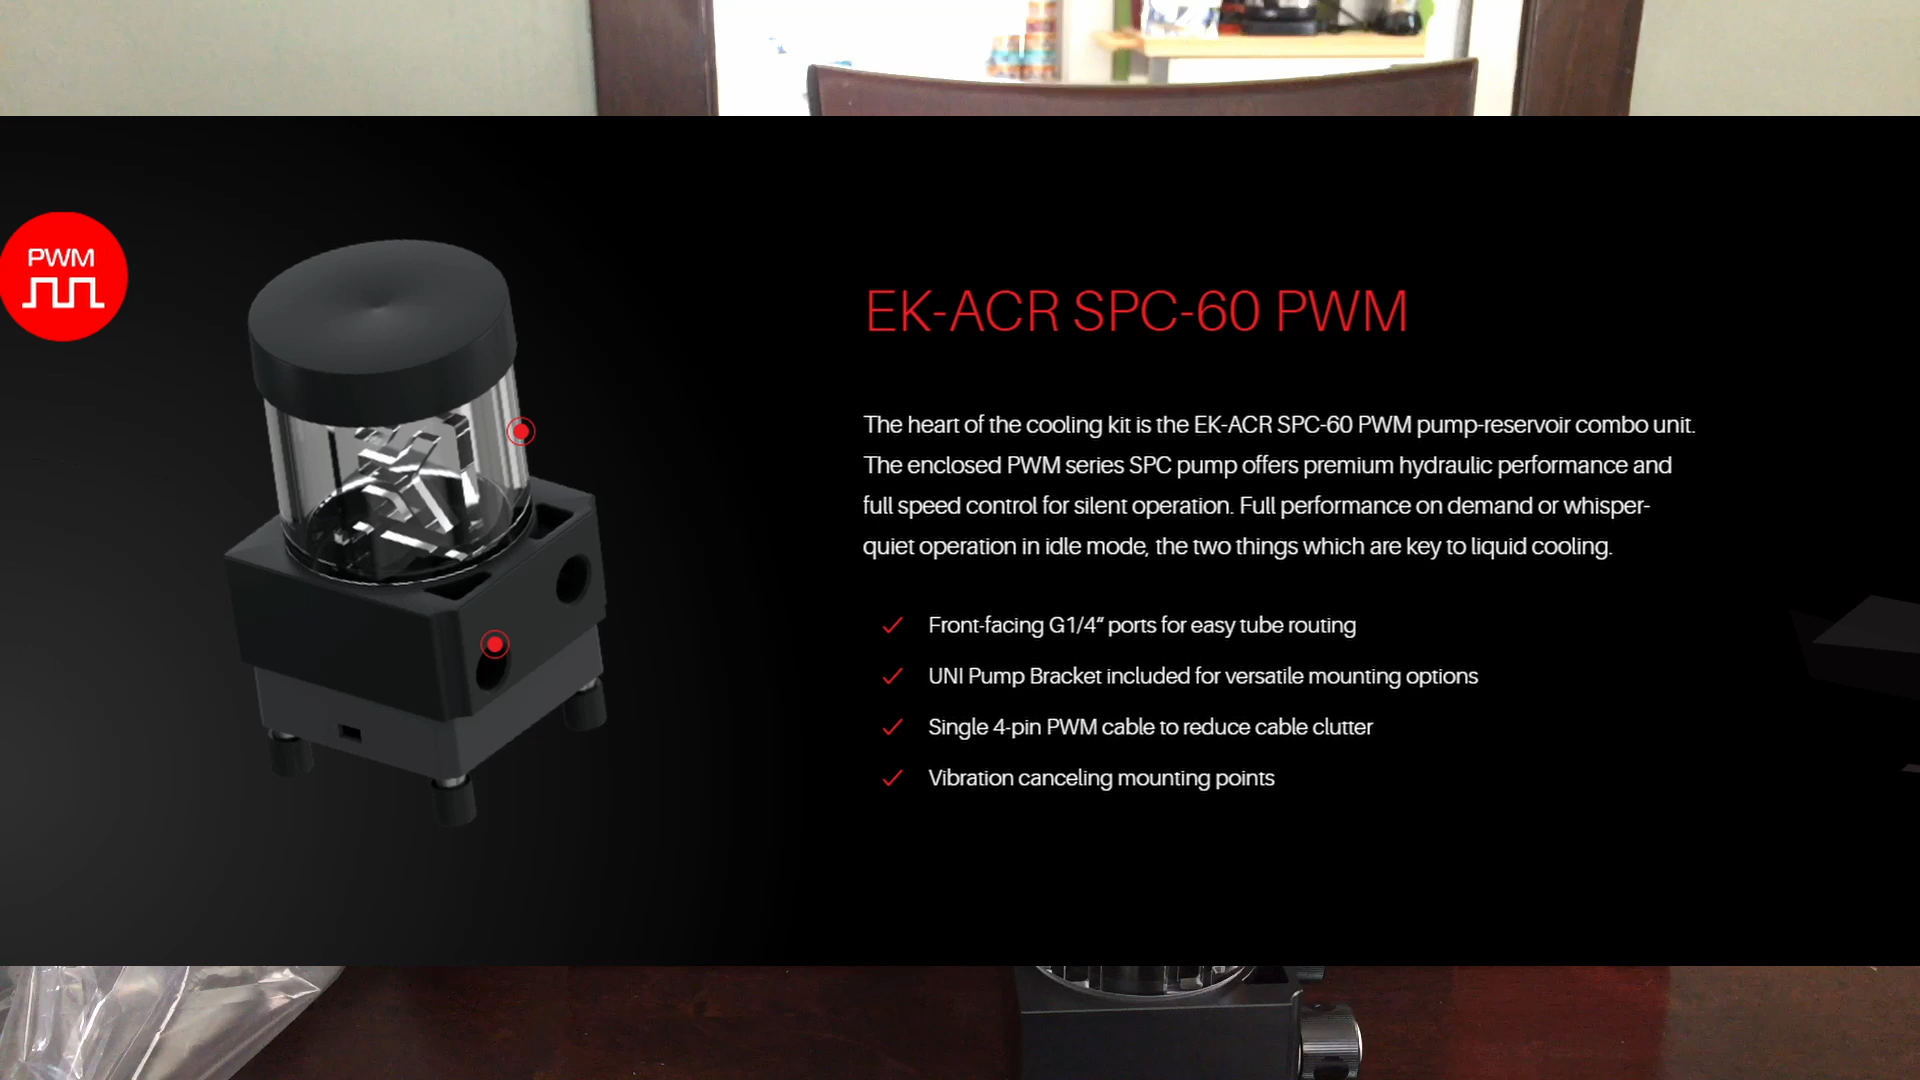 PWM
EK-ACR SPC-60 PWM
The heart of the cooling kit is the EK-ACR SPC-60 PWM pump-reservoir combo unit.
The enclosed PWM series SPC pump offers premium hydraulic performance and
full speed control for silent operation. Full performance on demand or whisper-
quiet operation in idle mode, the two things which are key to liquid cooling.
Front-facing G1/4“ ports for easy tube routing
UNI Pump Bracket included for versatile mounting options
Single 4-pin PWM cable to reduce cable clutter
Vibration canceling mounting points